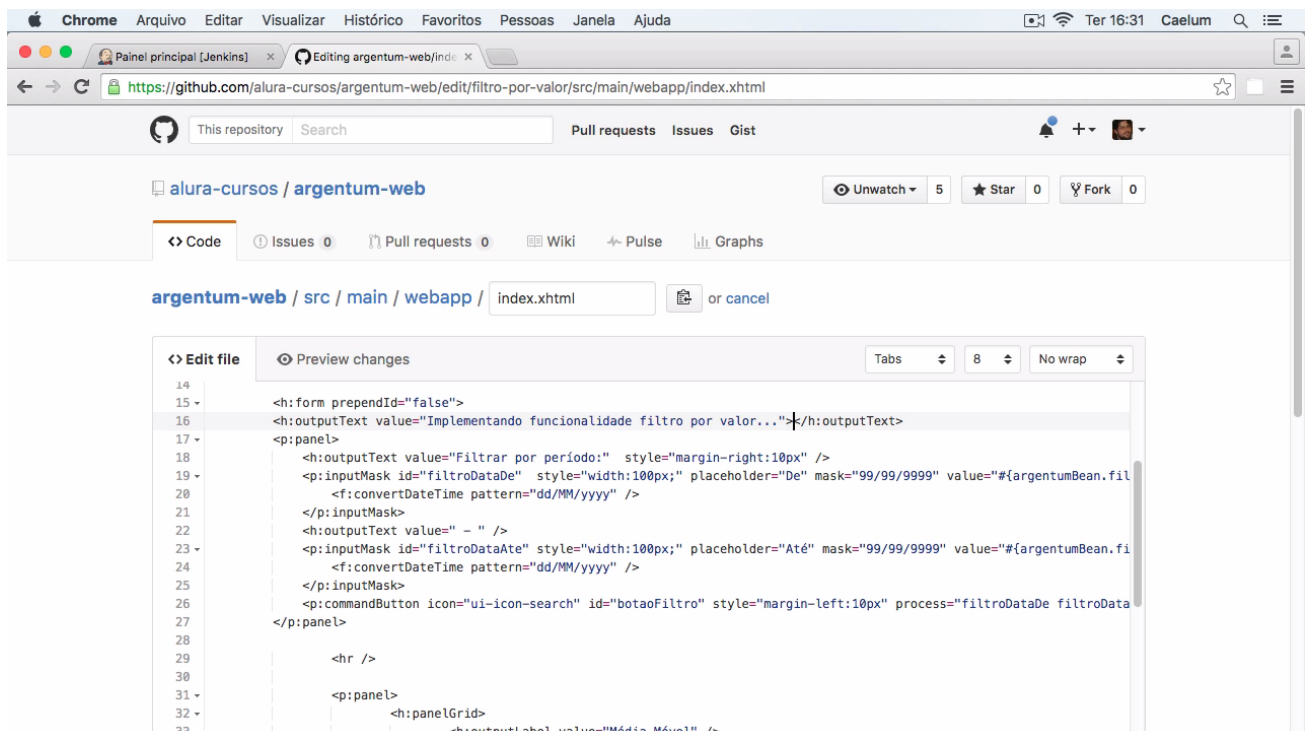 Chrome Arquivo Editar Visualizar Histórico Favoritos Pessoas Janela Ajuda Ter 16:31 Caelum
Painel principal [Jenkins] × Editing argentum-web/inde ×
https://github.com/alura-cursos/argentum-web/edit/filtro-por-valor/src/main/webapp/index.xhtml
This repository Search Pull requests Issues Gist
alura-cursos / argentum-web Unwatch 5 Star 0 Fork 0
<> Code Issues 0 Pull requests 0 Wiki Pulse Graphs
argentum-web / src / main / webapp / index.xhtml or cancel
<> Edit file Preview changes Tabs 8 No wrap
14
15 <h:form prependId="false">
16 <h:outputText value="Implementando funcionalidade filtro por valor..."></h:outputText>
17 <p:panel>
18 <h:outputText value="Filtrar por período:" style="margin-right:10px" />
19 <p:inputMask id="filtroDataDe" style="width:100px;" placeholder="De" mask="99/99/9999" value="#{argentumBean.fil
20 <f:convertDateTime pattern="dd/MM/yyyy" />
21 </p:inputMask>
22 <h:outputText value=" - " />
23 <p:inputMask id="filtroDataAte" style="width:100px;" placeholder="Até" mask="99/99/9999" value="#{argentumBean.fi
24 <f:convertDateTime pattern="dd/MM/yyyy" />
25 </p:inputMask>
26 <p:commandButton icon="ui-icon-search" id="botaoFiltro" style="margin-left:10px" process="filtroDataDe filtroData
27 </p:panel>
28
29 <hr />
30
31 <p:panel>
32 <h:panelGrid>
33 <h:outputLabel value="Média Móvel" />